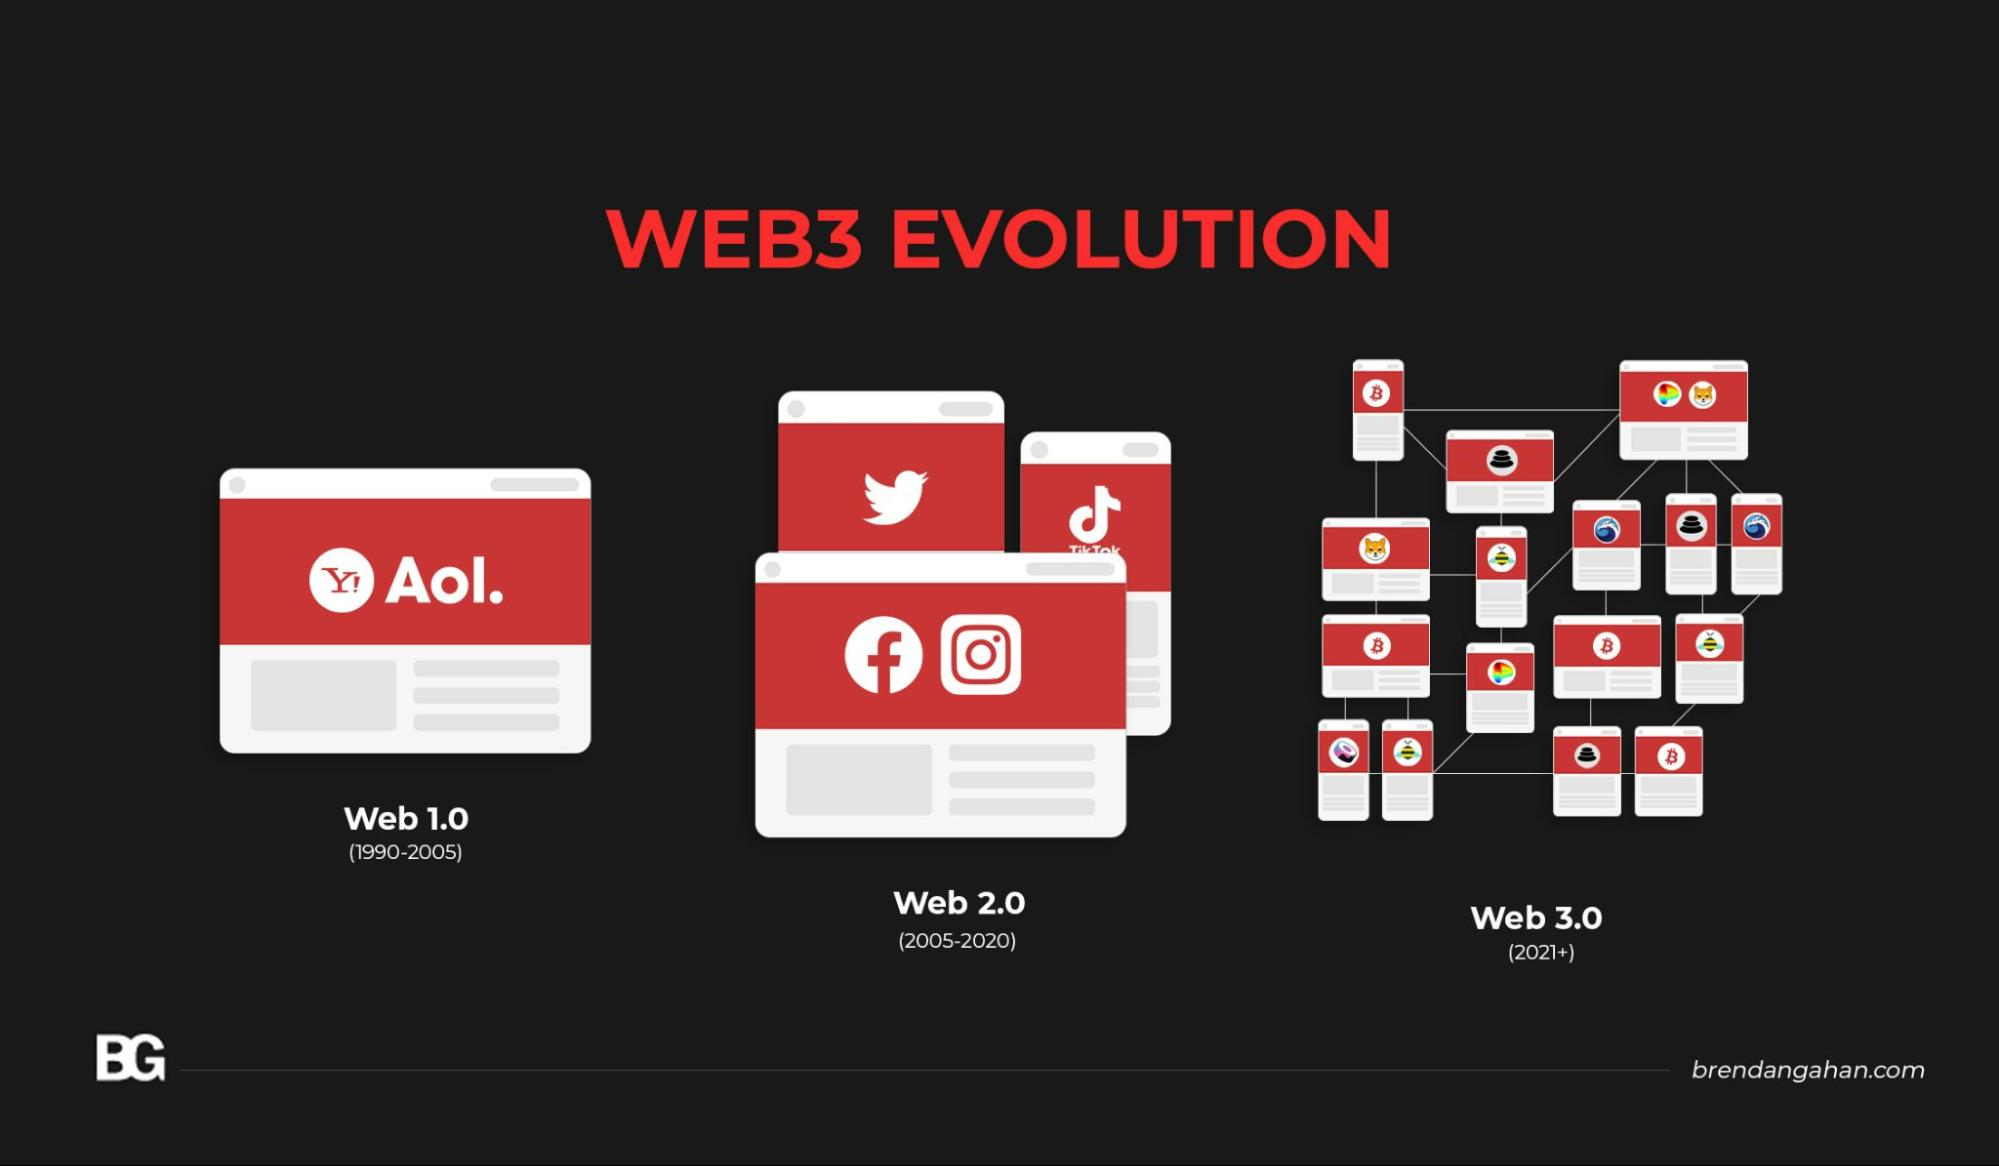 WEB3 EVOLUTION
Y! Aol.
TikTok
Web 1.0
(1990-2005)
Web 2.0
(2005-2020)
Web 3.0
(2021+)
BG
brendangahan.com